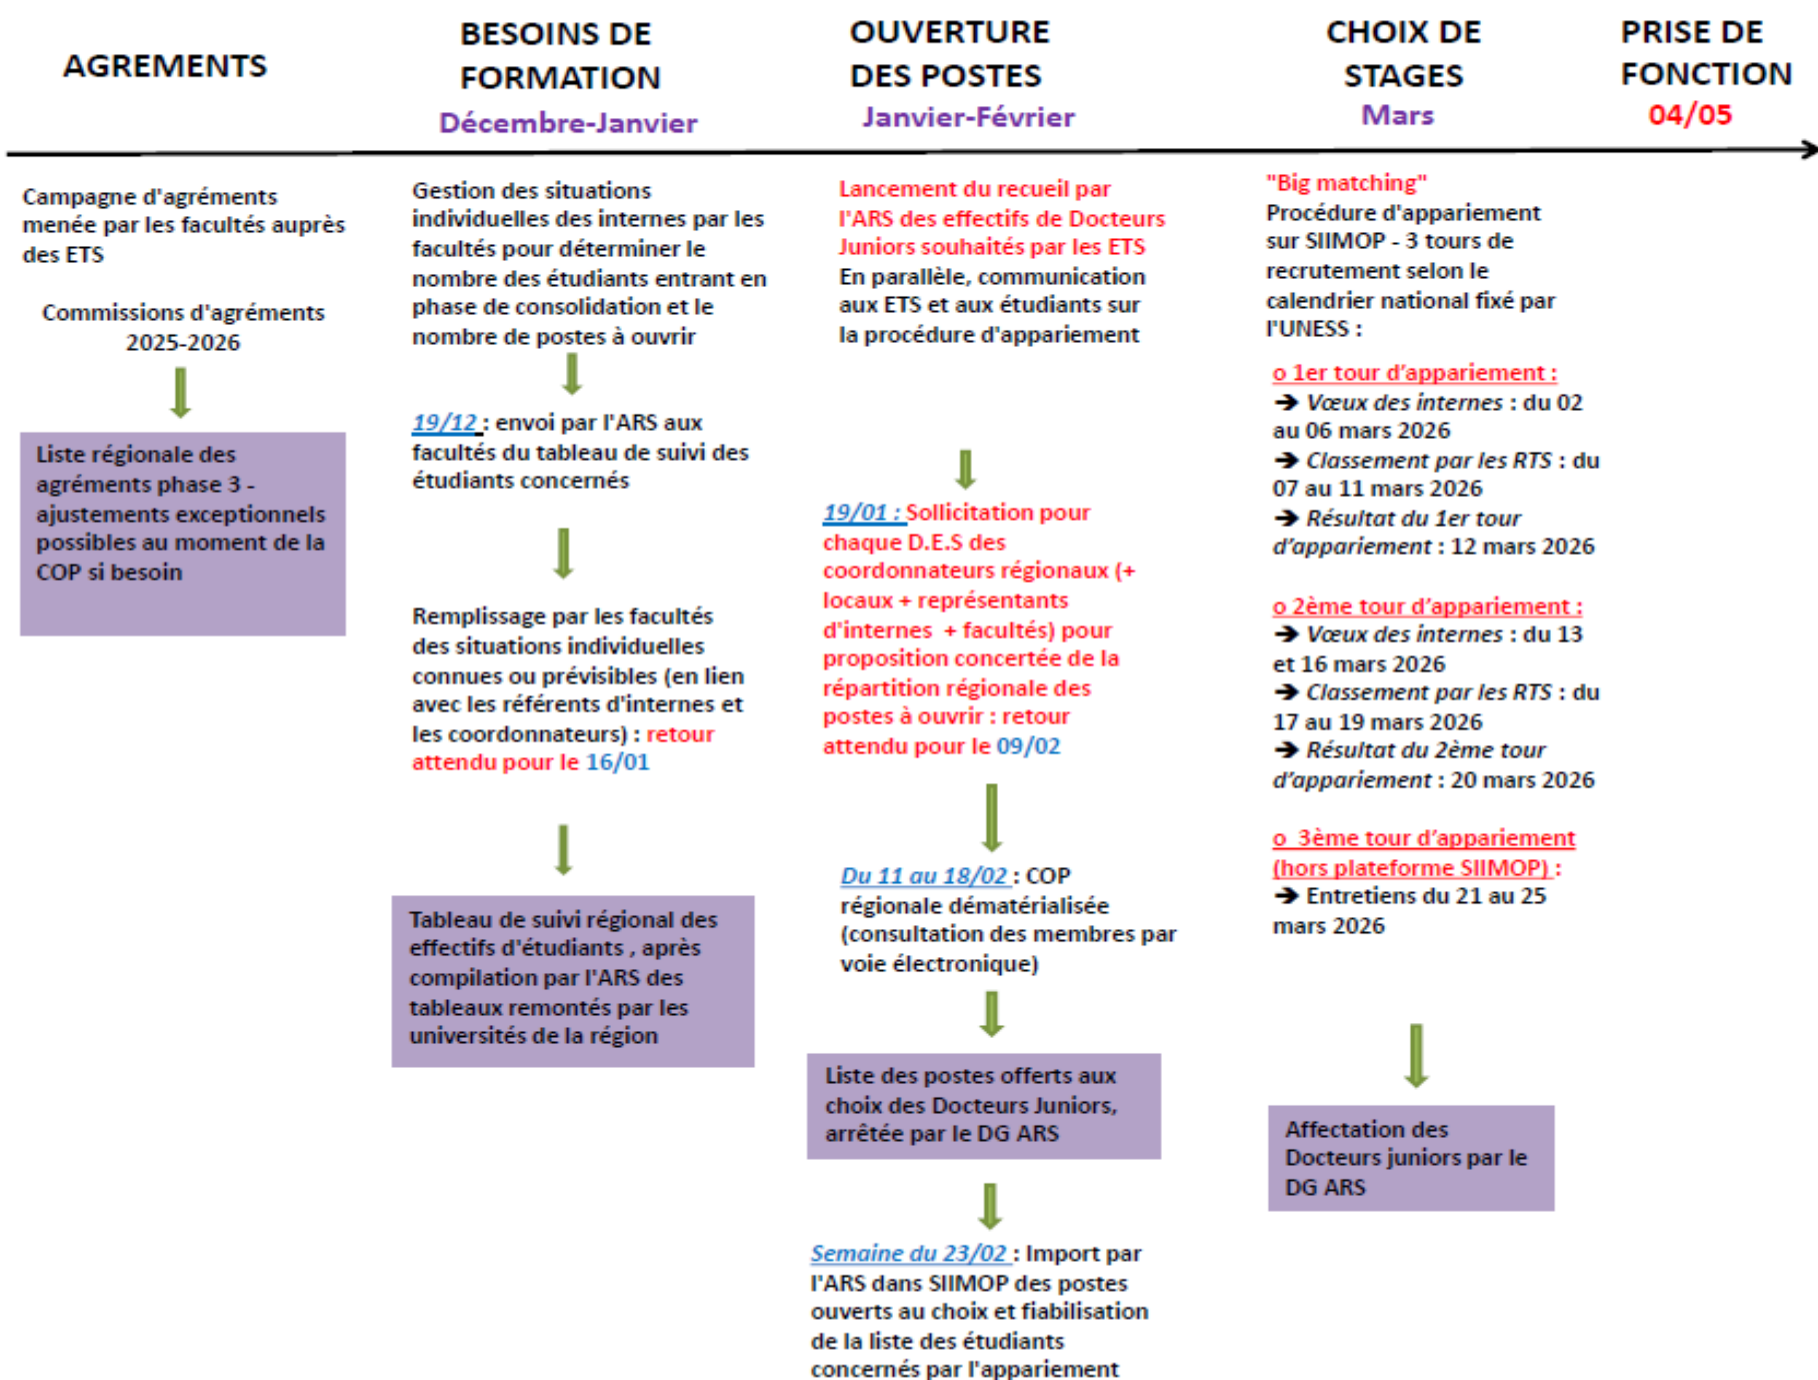 AGREMENTS
BESOINS DE
FORMATION
Décembre-Janvier
OUVERTURE
DES POSTES
Janvier-Février
CHOIX DE
STAGES
Mars
PRISE DE
FONCTION
04/05
Campagne d'agréments
menée par les facultés auprès
des ETS
Commissions d'agréments
2025-2026
Liste régionale des
agréments phase 3 -
ajustements exceptionnels
possibles au moment de la
COP si besoin
Gestion des situations
individuelles des internes par les
facultés pour déterminer le
nombre des étudiants entrant en
phase de consolidation et le
nombre de postes à ouvrir
19/12 : envoi par l'ARS aux
facultés du tableau de suivi des
étudiants concernés
Remplissage par les facultés
des situations individuelles
connues ou prévisibles (en lien
avec les référents d'internes et
les coordonnateurs) : retour
attendu pour le 16/01
Tableau de suivi régional des
effectifs d'étudiants , après
compilation par l'ARS des
tableaux remontés par les
universités de la région
Lancement du recueil par
l'ARS des effectifs de Docteurs
Juniors souhaités par les ETS
En parallèle, communication
aux ETS et aux étudiants sur
la procédure d'appariement
19/01 : Sollicitation pour
chaque D.E.S des
coordonnateurs régionaux (+
locaux + représentants
d'internes + facultés) pour
proposition concertée de la
répartition régionale des
postes à ouvrir : retour
attendu pour le 09/02
Du 11 au 18/02 : COP
régionale dématérialisée
(consultation des membres par
voie électronique)
Liste des postes offerts aux
choix des Docteurs Juniors,
arrêtée par le DG ARS
Semaine du 23/02 : Import par
l'ARS dans SIIMOP des postes
ouverts au choix et fiabilisation
de la liste des étudiants
concernés par l'appariement
"Big matching"
Procédure d'appariement
sur SIIMOP - 3 tours de
recrutement selon le
calendrier national fixé par
l'UNESS :
o 1er tour d’appariement :
➔ Vœux des internes : du 02
au 06 mars 2026
➔ Classement par les RTS : du
07 au 11 mars 2026
➔ Résultat du 1er tour
d’appariement : 12 mars 2026
o 2ème tour d’appariement :
➔ Vœux des internes : du 13
et 16 mars 2026
➔ Classement par les RTS : du
17 au 19 mars 2026
➔ Résultat du 2ème tour
d’appariement : 20 mars 2026
o 3ème tour d’appariement
(hors plateforme SIIMOP) :
➔ Entretiens du 21 au 25
mars 2026
Affectation des
Docteurs juniors par le
DG ARS